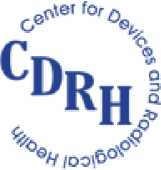 Center for Devices and Radiological Health
CDRH